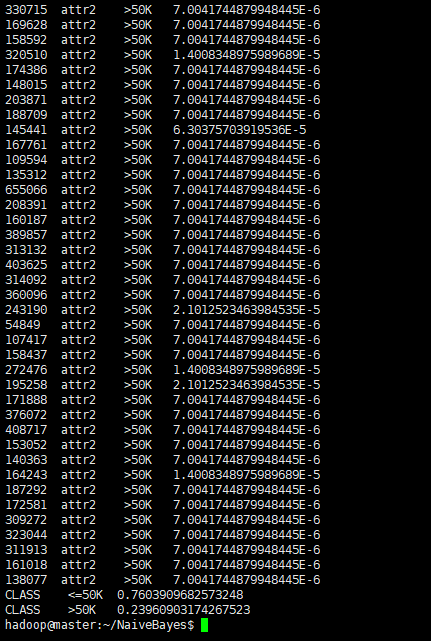 330715  attr2    >50K   7.0041744879948445E-6
169628  attr2    >50K   7.0041744879948445E-6
158592  attr2    >50K   7.0041744879948445E-6
320510  attr2    >50K   1.4008348975989689E-5
174386  attr2    >50K   7.0041744879948445E-6
148015  attr2    >50K   7.0041744879948445E-6
203871  attr2    >50K   7.0041744879948445E-6
188709  attr2    >50K   7.0041744879948445E-6
145441  attr2    >50K   6.30375703919536E-5
167761  attr2    >50K   7.0041744879948445E-6
109594  attr2    >50K   7.0041744879948445E-6
135312  attr2    >50K   7.0041744879948445E-6
655066  attr2    >50K   7.0041744879948445E-6
208391  attr2    >50K   7.0041744879948445E-6
160187  attr2    >50K   7.0041744879948445E-6
389857  attr2    >50K   7.0041744879948445E-6
313132  attr2    >50K   7.0041744879948445E-6
403625  attr2    >50K   7.0041744879948445E-6
314092  attr2    >50K   7.0041744879948445E-6
360096  attr2    >50K   7.0041744879948445E-6
243190  attr2    >50K   2.1012523463984535E-5
54849   attr2    >50K   7.0041744879948445E-6
107417  attr2    >50K   7.0041744879948445E-6
158437  attr2    >50K   7.0041744879948445E-6
272476  attr2    >50K   1.4008348975989689E-5
195258  attr2    >50K   2.1012523463984535E-5
171888  attr2    >50K   7.0041744879948445E-6
376072  attr2    >50K   7.0041744879948445E-6
408717  attr2    >50K   7.0041744879948445E-6
153052  attr2    >50K   7.0041744879948445E-6
140363  attr2    >50K   7.0041744879948445E-6
164243  attr2    >50K   1.4008348975989689E-5
187292  attr2    >50K   7.0041744879948445E-6
172581  attr2    >50K   7.0041744879948445E-6
309272  attr2    >50K   7.0041744879948445E-6
323044  attr2    >50K   7.0041744879948445E-6
311913  attr2    >50K   7.0041744879948445E-6
161018  attr2    >50K   7.0041744879948445E-6
138077  attr2    >50K   7.0041744879948445E-6
CLASS    <=50K  0.7603909682573248
CLASS    >50K   0.23960903174267523
hadoop@master:~/NaiveBayes$